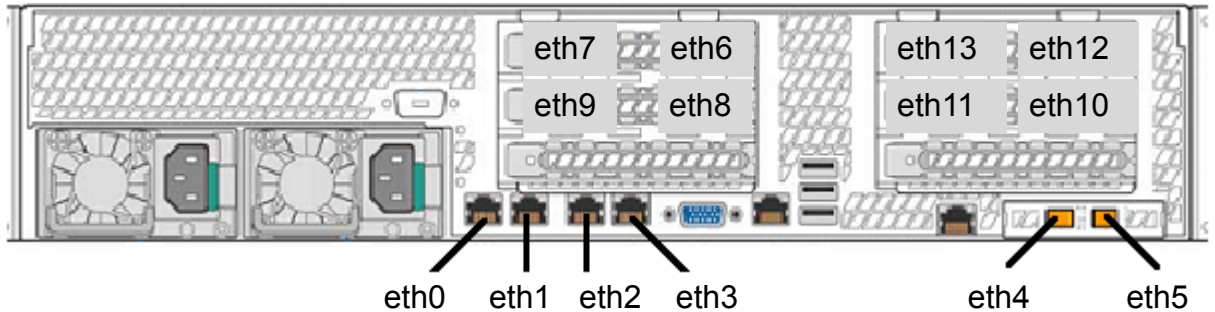 eth7 eth6 eth13 eth12
eth9 eth8 eth11 eth10
eth0 eth1 eth2 eth3 eth4 eth5